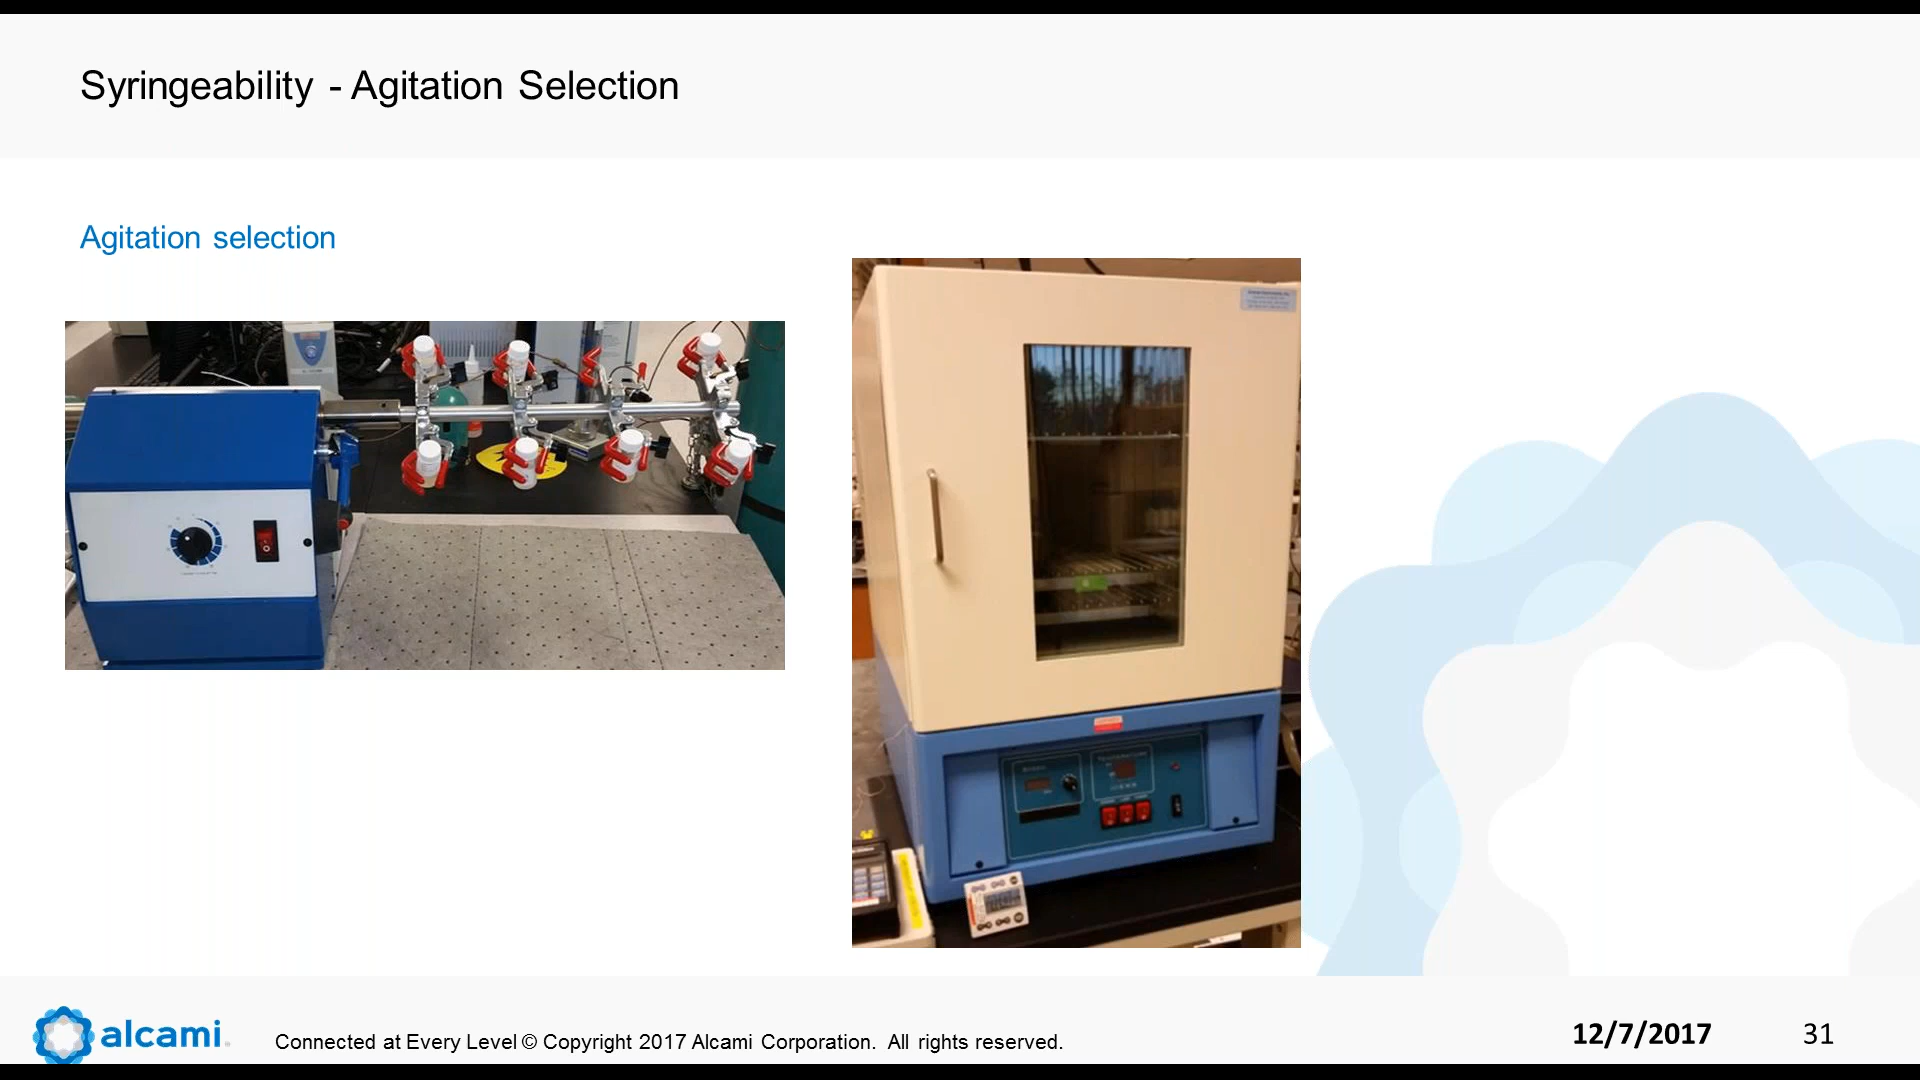 Syringeability - Agitation Selection
Agitation selection
alcami
Connected at Every Level © Copyright 2017 Alcami Corporation. All rights reserved.
12/7/2017
31